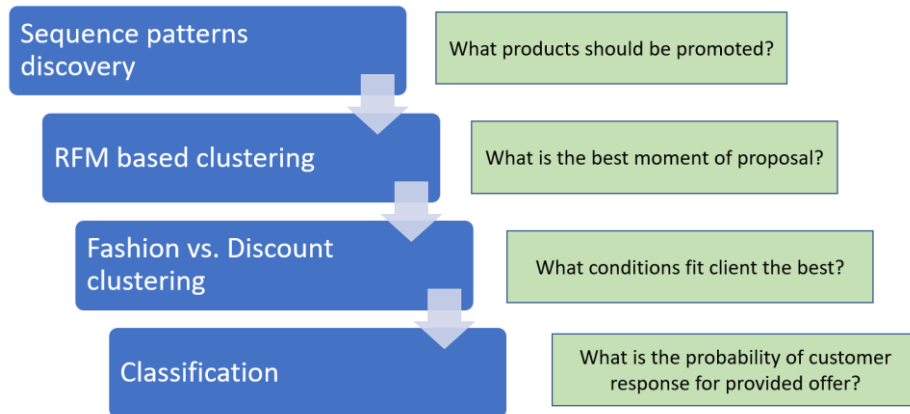 Sequence patterns
discovery
What products should be promoted?
RFM based clustering
What is the best moment of proposal?
Fashion vs. Discount
clustering
What conditions fit client the best?
Classification
What is the probability of customer
response for provided offer?